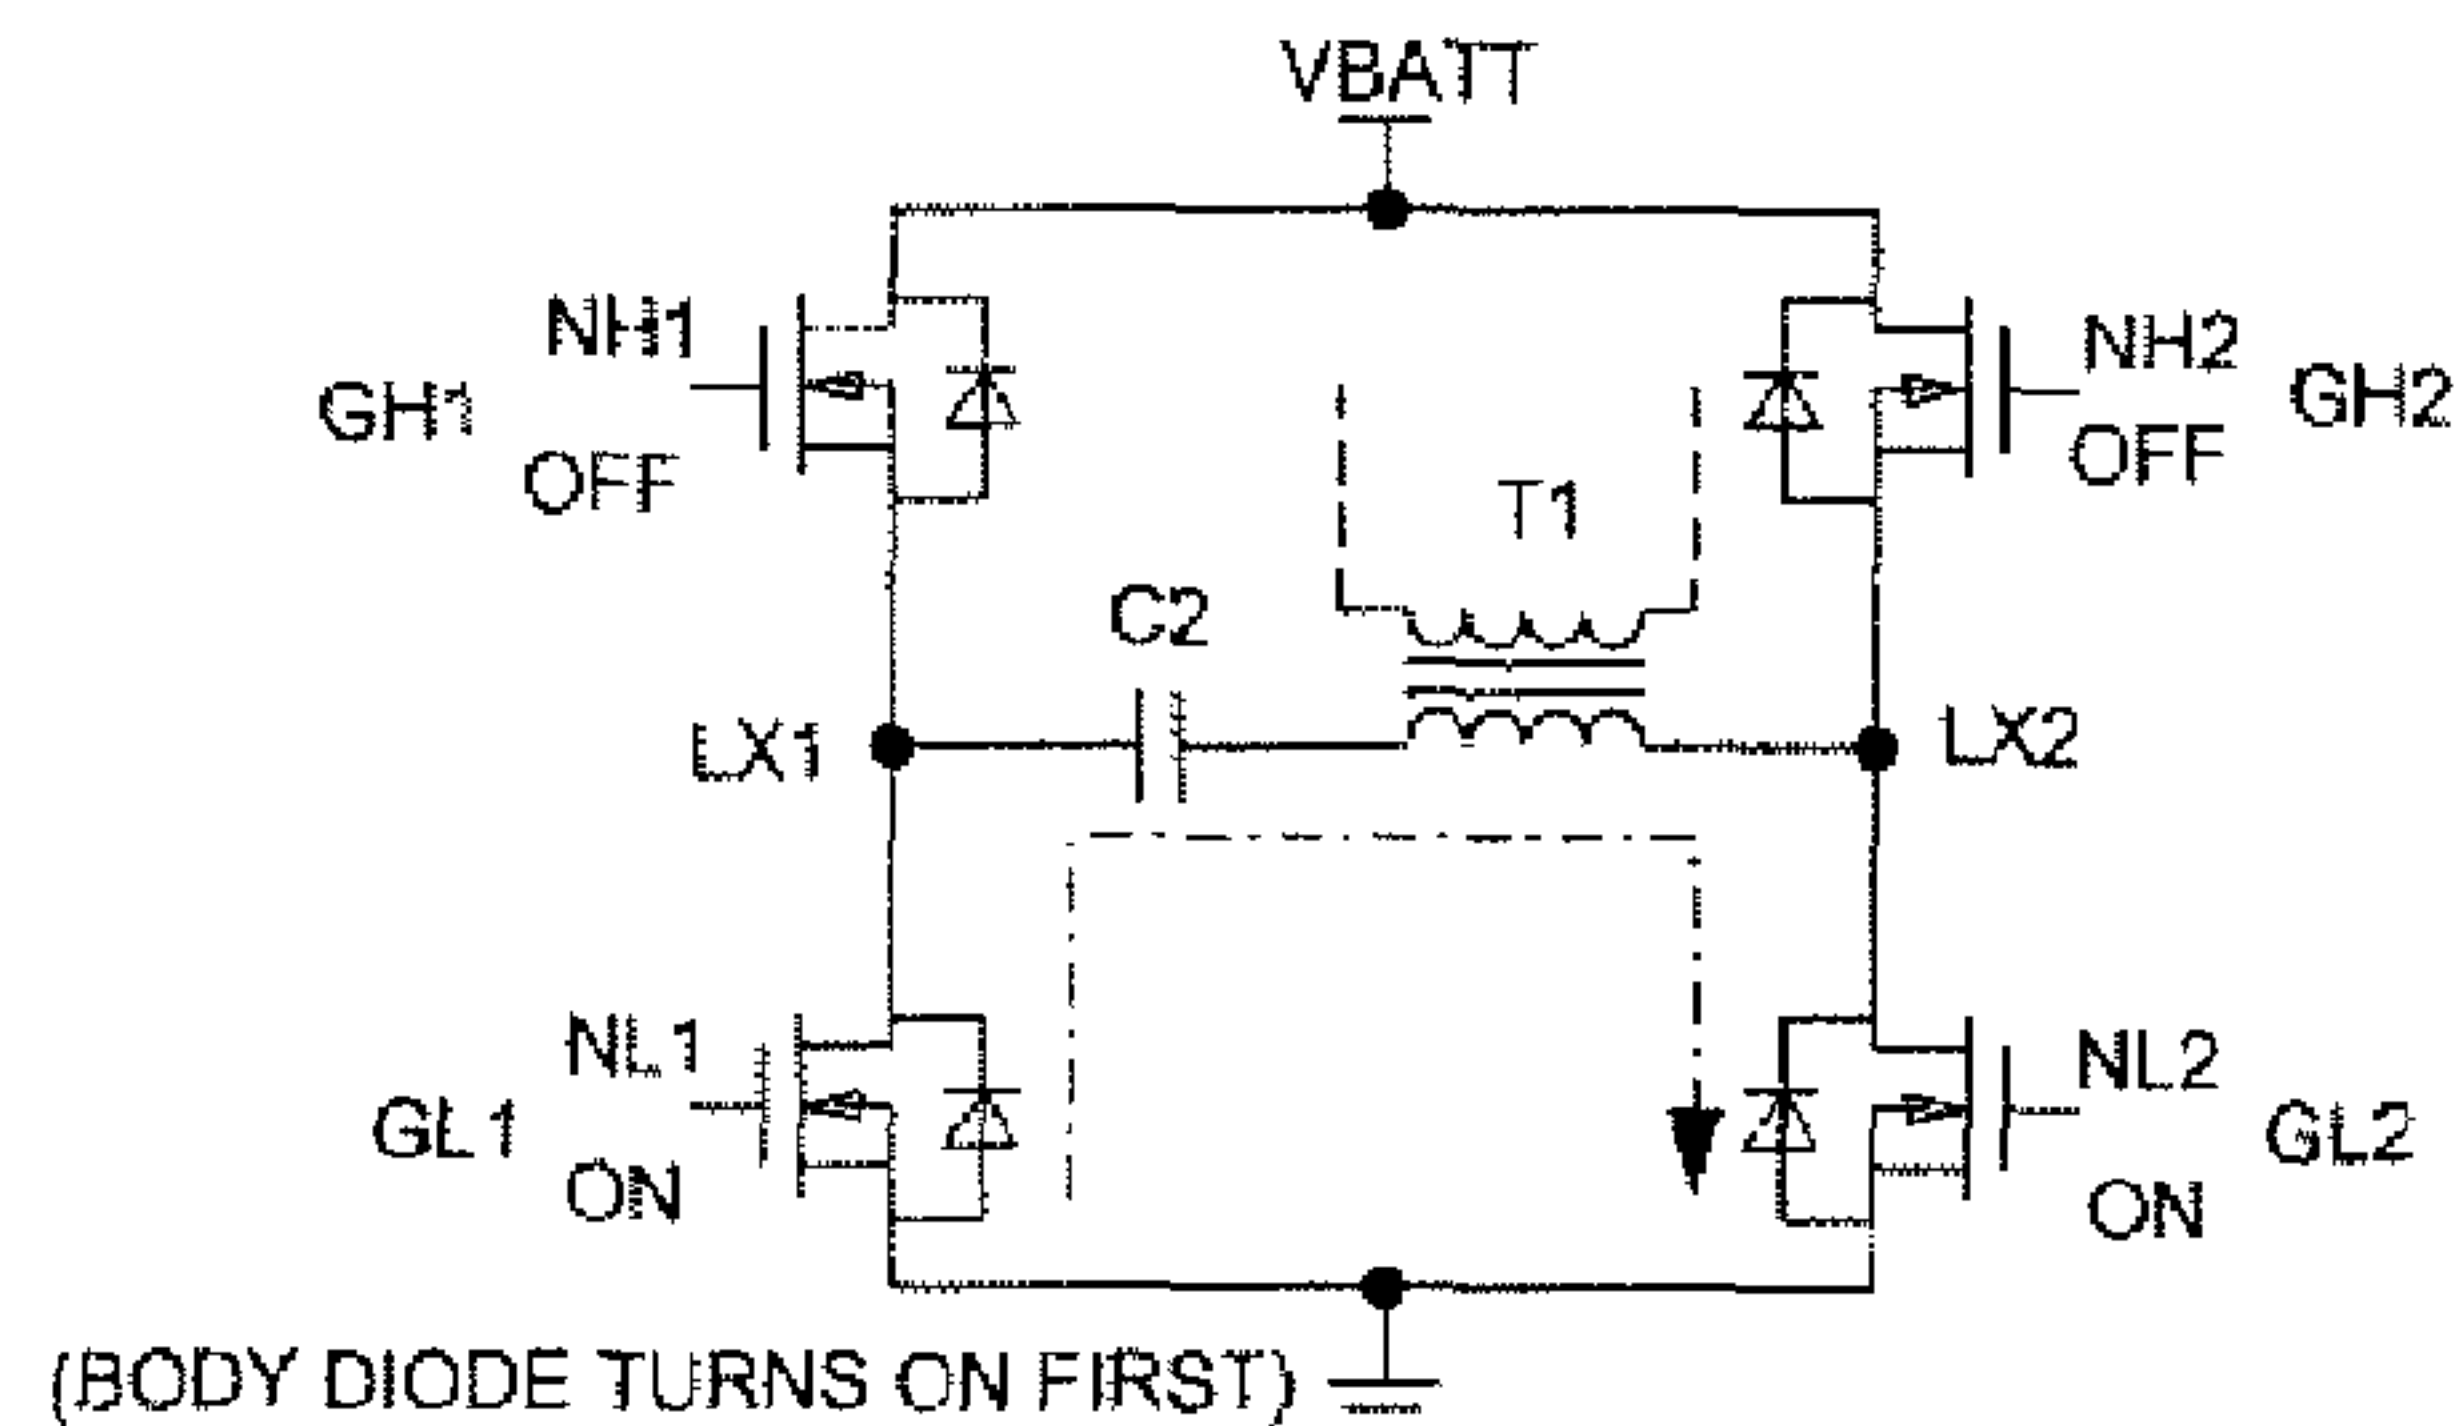 VBATT
NH1
GH1
OFF
NH2
GH2
OFF
T1
C2
LX1
LX2
NL1
GL1
ON
NL2
GL2
ON
(BODY DIODE TURNS ON FIRST)